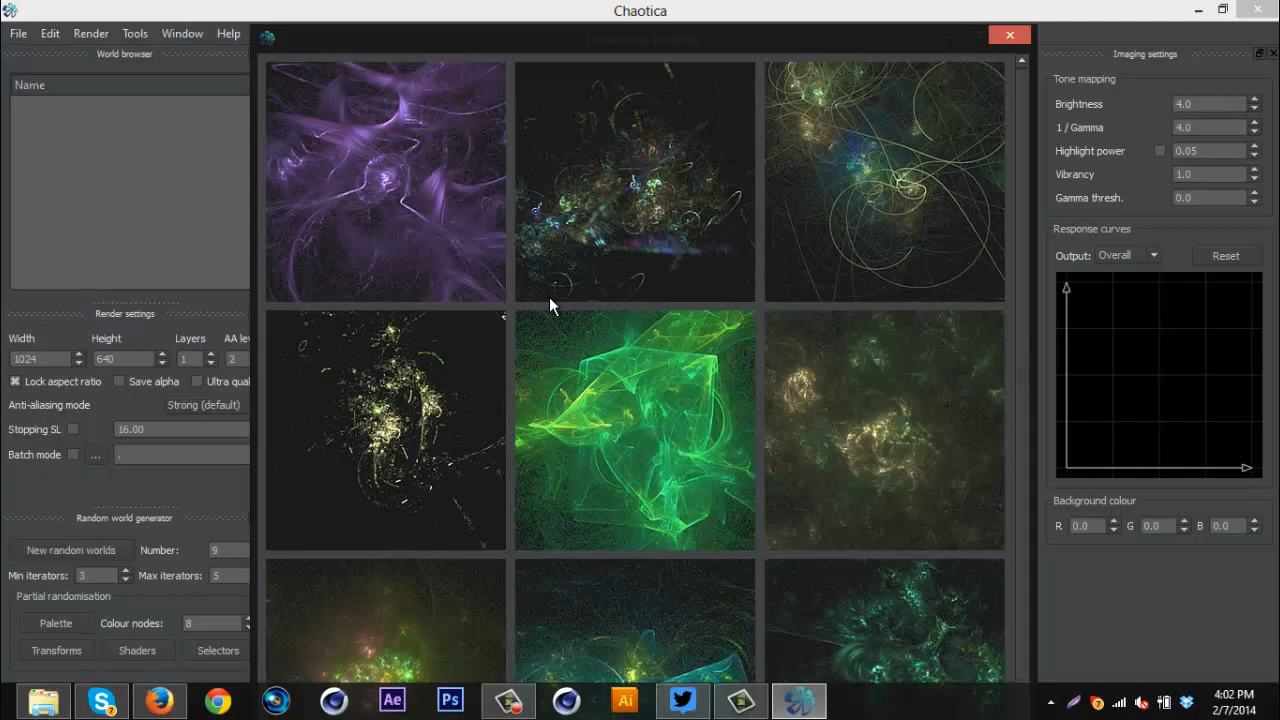 Chaotica
File Edit Render Tools Window Help
World browser
Name
Render settings
Width Height Layers AA lev
1024 640 1 2
Lock aspect ratio Save alpha Ultra qual
Anti-aliasing mode Strong (default)
Stopping SL 16.00
Batch mode ... .
Random world generator
New random worlds Number: 9
Min iterators: 3 Max iterators: 5
Partial randomisation
Palette Colour nodes: 8
Transforms Shaders Selectors
Imaging settings
Tone mapping
Brightness 4.0
1 / Gamma 4.0
Highlight power 0.05
Vibrancy 1.0
Gamma thresh. 0.0
Response curves
Output: Overall Reset
Background colour
R 0.0 G 0.0 B 0.0
7 Ae Ps Ai ?
4:02 PM
2/7/2014